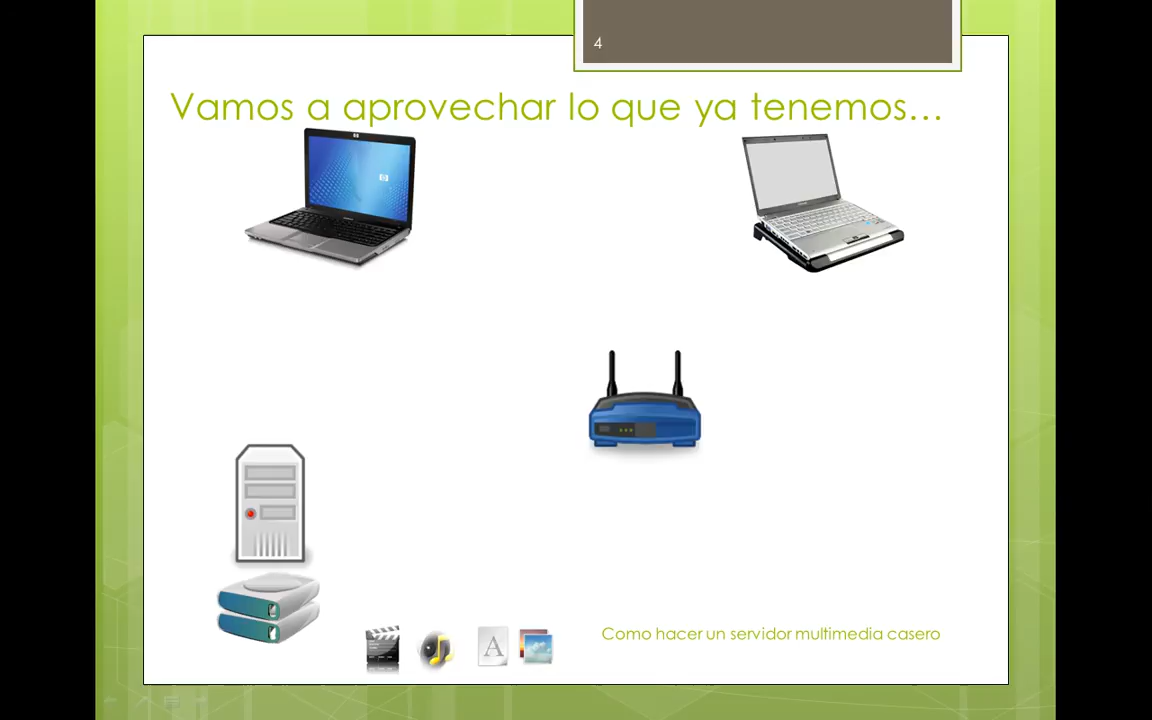 4
Vamos a aprovechar lo que ya tenemos...
A
Como hacer un servidor multimedia casero